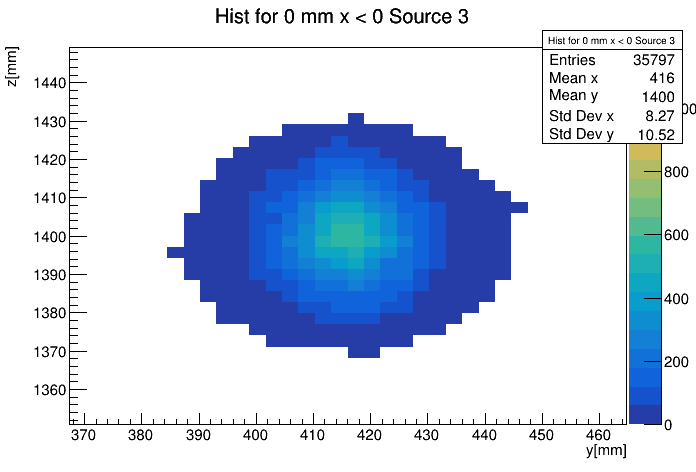 Hist for 0 mm x < 0 Source 3
Hist for 0 mm x < 0 Source 3
Entries 35797
Mean x 416
Mean y 1400
Std Dev x 8.27
Std Dev y 10.52
z[mm]
1440
1430
1420
1410
1400
1390
1380
1370
1360
370 380 390 400 410 420 430 440 450 460
y[mm]
800
600
400
200
0